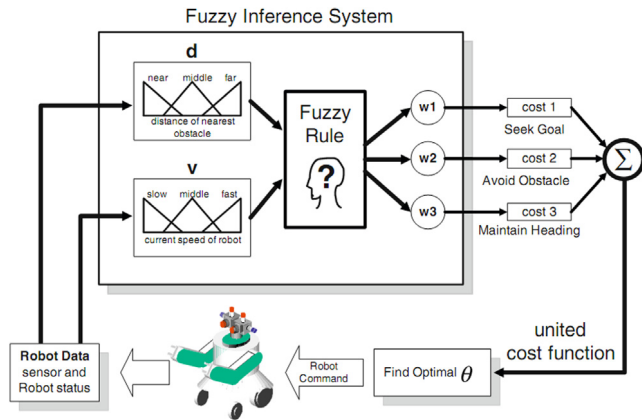 Fuzzy Inference System
d
near middle far
distance of nearest
obstacle
v
slow middle fast
current speed of robot
Fuzzy
Rule
?
w1
w2
w3
cost 1
Seek Goal
cost 2
Avoid Obstacle
cost 3
Maintain Heading
Σ
united
cost function
Find Optimal θ
Robot
Command
Robot Data
sensor and
Robot status